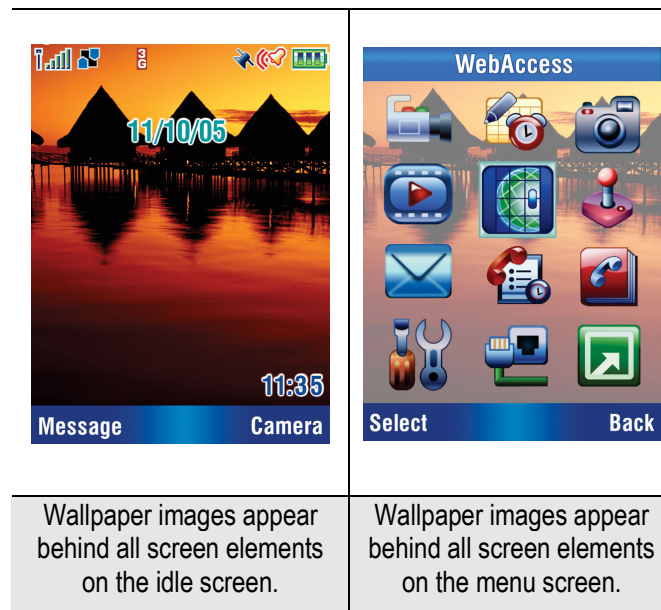 3
G
11/10/05
11:35
Message Camera
WebAccess
Select Back
Wallpaper images appear
behind all screen elements
on the idle screen.
Wallpaper images appear
behind all screen elements
on the menu screen.